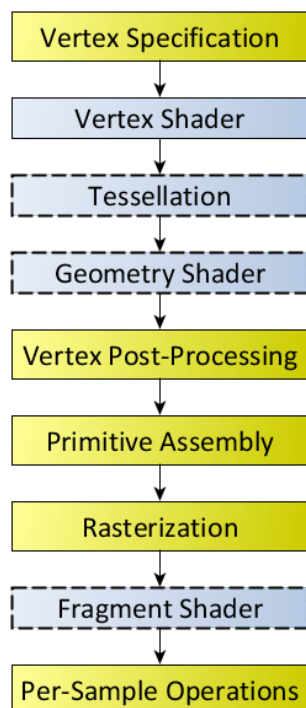 Vertex Specification
Vertex Shader
Tessellation
Geometry Shader
Vertex Post-Processing
Primitive Assembly
Rasterization
Fragment Shader
Per-Sample Operations